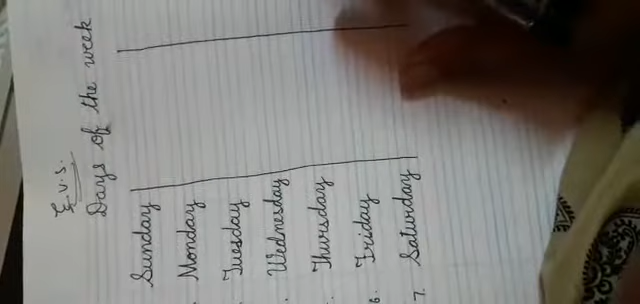 E.V.S.
Days of the week
Sunday
. Monday
Tuesday
. Wednesday
. Thursday
6. Friday
7. Saturday